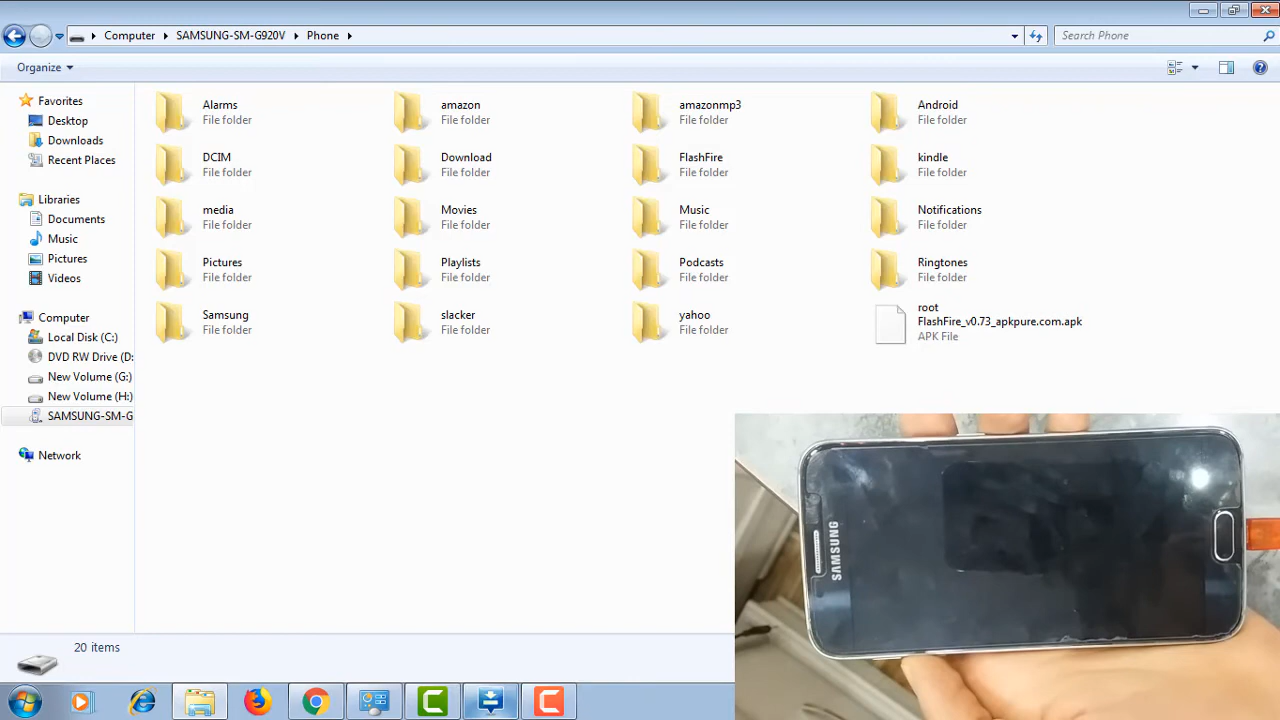 Computer SAMSUNG-SM-G920V Phone
Search Phone
Organize
Favorites
Desktop
Downloads
Recent Places
Libraries
Documents
Music
Pictures
Videos
Computer
Local Disk (C:)
DVD RW Drive (D:
New Volume (G:)
New Volume (H:)
SAMSUNG-SM-G
Network
Alarms
File folder
amazon
File folder
amazonmp3
File folder
Android
File folder
DCIM
File folder
Download
File folder
FlashFire
File folder
kindle
File folder
media
File folder
Movies
File folder
Music
File folder
Notifications
File folder
Pictures
File folder
Playlists
File folder
Podcasts
File folder
Ringtones
File folder
Samsung
File folder
slacker
File folder
yahoo
File folder
root
FlashFire_v0.73_apkpure.com.apk
APK File
20 items
SAMSUNG